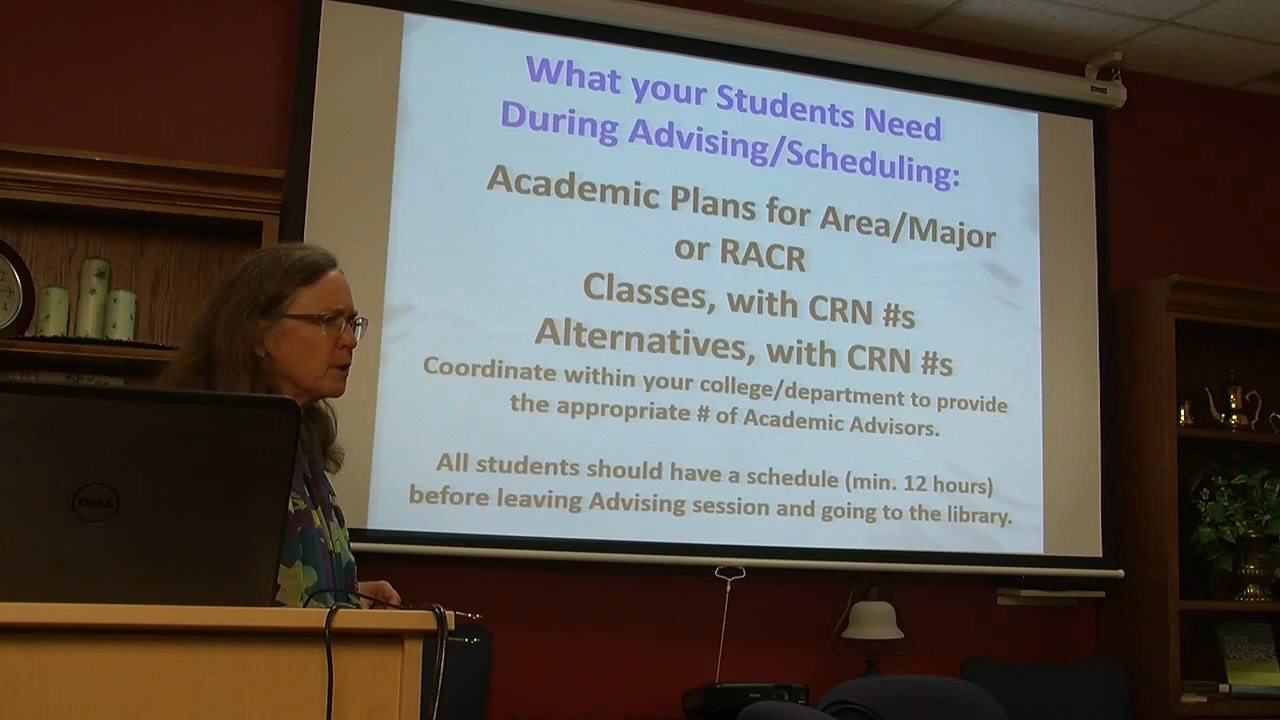 What your Students Need
During Advising/Scheduling:
Academic Plans for Area/Major
or RACR
Classes, with CRN #s
Alternatives, with CRN #s
Coordinate within your college/department to provide
the appropriate # of Academic Advisors.
All students should have a schedule (min. 12 hours)
before leaving Advising session and going to the library.
DELL